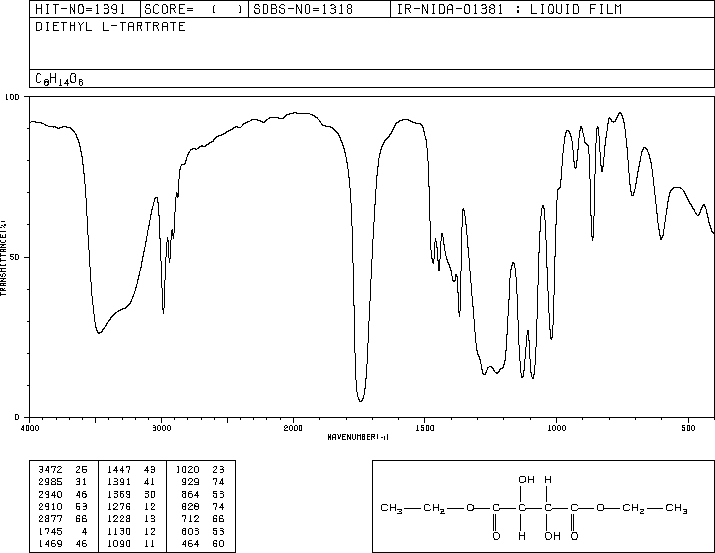 HIT-NO=1391 SCORE= ( ) SDBS-NO=1318 IR-NIDA-01381 : LIQUID FILM
DIETHYL L-TARTRATE
C8H14O6
100
50
0
TRANSMITTANCE(%)
4000 3000 2000 1500 1000 500
WAVENUMBER(-1)
3472 26 1447 43 1020 23
2985 31 1391 41 929 74
2940 46 1369 30 864 53
2910 53 1276 12 828 74
2877 66 1228 13 712 66
1745 4 1130 12 603 53
1469 46 1090 11 464 60
OH H
CH3 CH2 O C C C C O CH2 CH3
O H OH O